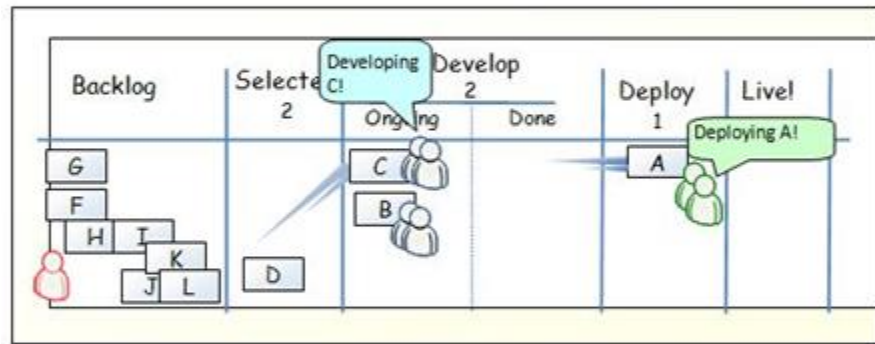 Backlog
Selecte
2
Developing
C!
Develop
2
Ongoing
Done
Deploy
1
Live!
Deploying A!
G
F
H I
K
J L
D
C
B
A